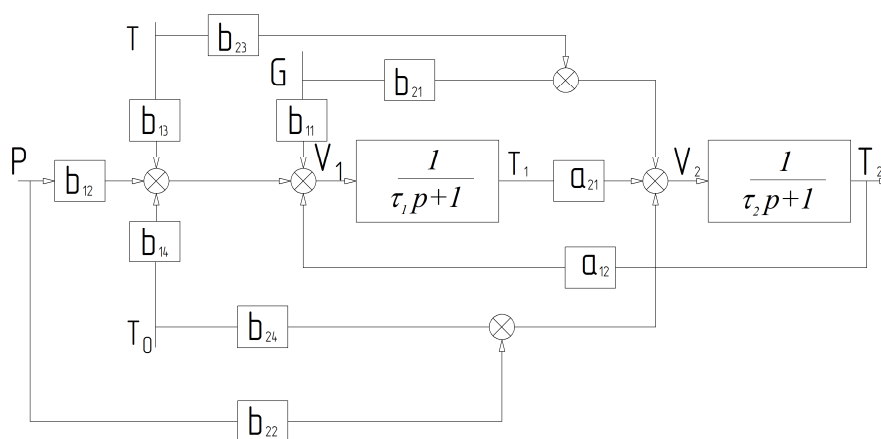 T
b₂₃
G
b₂₁
b₁₃
b₁₁
P
b₁₂
V₁
1
τ₁p+1
T₁
a₂₁
V₂
1
τ₂p+1
T₂
b₁₄
a₁₂
T₀
b₂₄
b₂₂